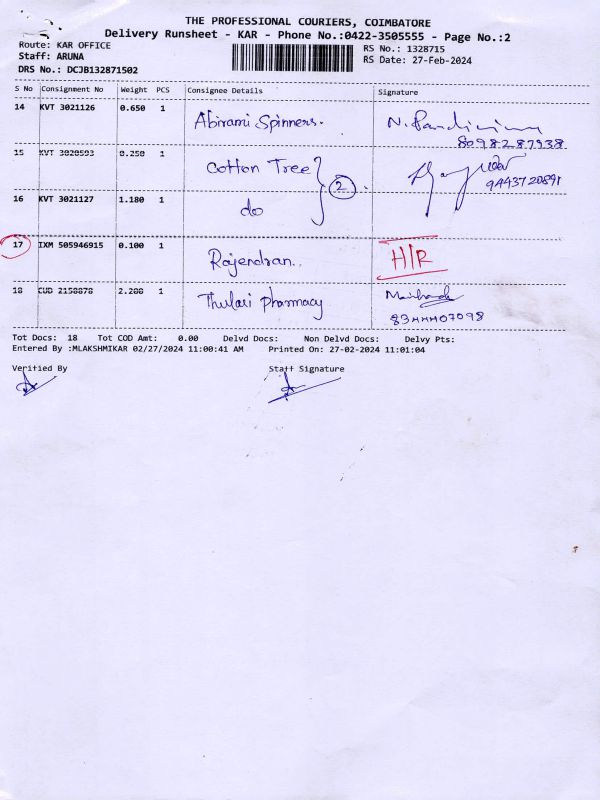 THE PROFESSIONAL COURIERS, COIMBATORE
Delivery Runsheet - KAR - Phone No.:0422-3505555 - Page No.:2
Route: KAR OFFICE
Staff: ARUNA
DRS No.: DCJB132871502
RS No.: 1328715
RS Date: 27-Feb-2024
S No Consignment No Weight PCS Consignee Details Signature
14 KVT 3021126 0.650 1 Abirami Spinners.
8098287938
15 KVT 3020593 0.250 1 Cotton Tree 2
9443720891
16 KVT 3021127 1.180 1 do
17 IXM 505946915 0.100 1 Rajendran.. H/R
18 CUD 2158878 2.208 1 Thulasi pharmacy
Tot Docs: 18 Tot COD Amt: 0.00 Delvd Docs: Non Delvd Docs: Delvy Pts:
Entered By :MLAKSHMIKAR 02/27/2024 11:00:41 AM Printed On: 27-02-2024 11:01:04
Verified By Staff Signature